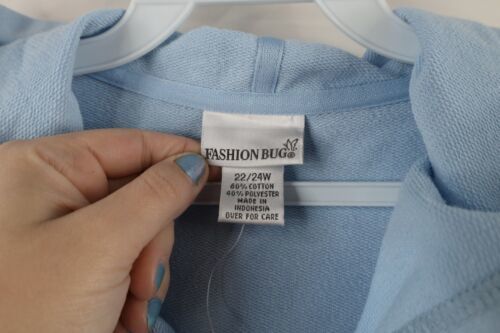 FASHION BUG®
22/24W
60% COTTON
40% POLYESTER
MADE IN
INDONESIA
OVER FOR CARE